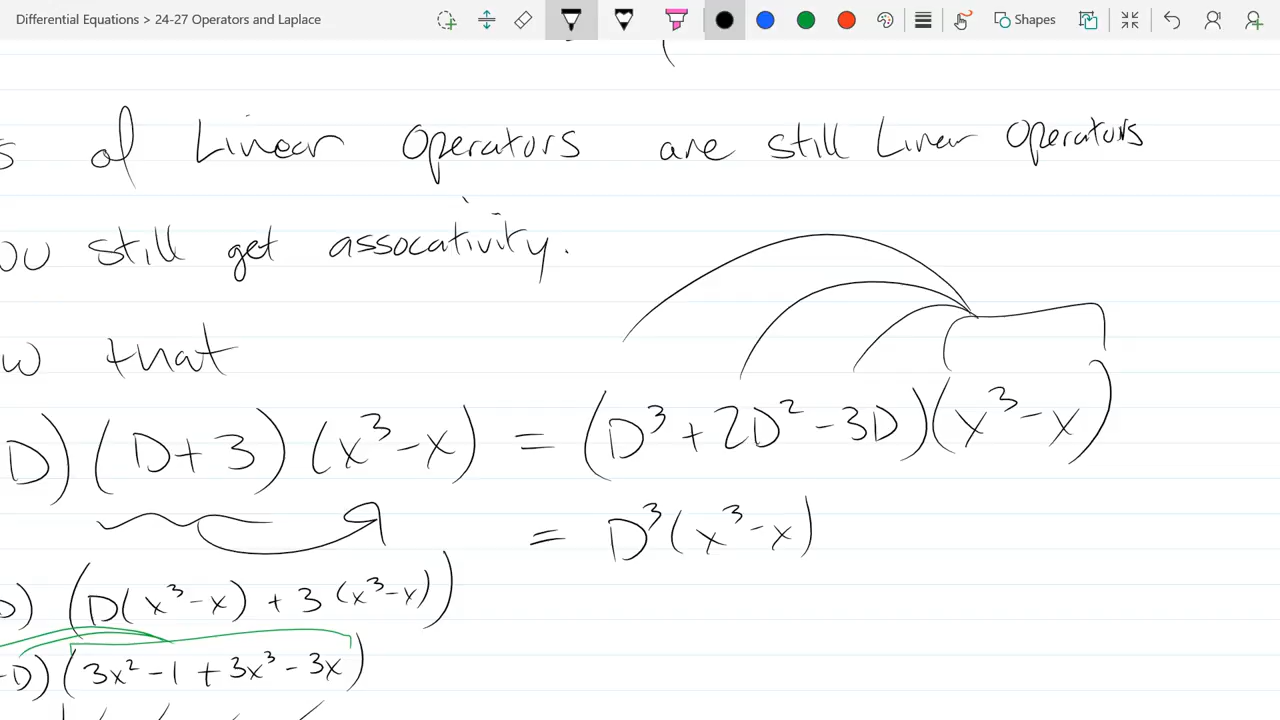 Differential Equations > 24-27 Operators and Laplace
Shapes
s of Linear Operators are still Linear Operators
ou still get assocativity.
w that
D)(D+3)(x³-x) = (D³+2D²-3D)(x³-x)
= D³(x³-x)
D) (D(x³-x) + 3(x³-x))
-D)(3x²-1+3x³-3x)